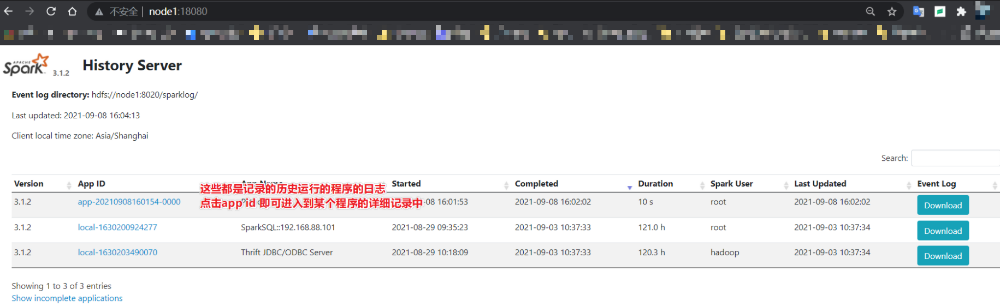 不安全 | node1:18080
APACHE Spark 3.1.2 History Server
Event log directory: hdfs://node1:8020/sparklog/
Last updated: 2021-09-08 16:04:13
Client local time zone: Asia/Shanghai
Search:
Version App ID Started Completed Duration Spark User Last Updated Event Log
这些都是记录的历史运行的程序的日志
点击app id 即可进入到某个程序的详细记录中
3.1.2 app-20210908160154-0000 -08 16:01:53 2021-09-08 16:02:02 10 s root 2021-09-08 16:02:02 Download
3.1.2 local-1630200924277 SparkSQL::192.168.88.101 2021-08-29 09:35:23 2021-09-03 10:37:33 121.0 h root 2021-09-03 10:37:34 Download
3.1.2 local-1630203490070 Thrift JDBC/ODBC Server 2021-08-29 10:18:09 2021-09-03 10:37:33 120.3 h hadoop 2021-09-03 10:37:34 Download
Showing 1 to 3 of 3 entries
Show incomplete applications